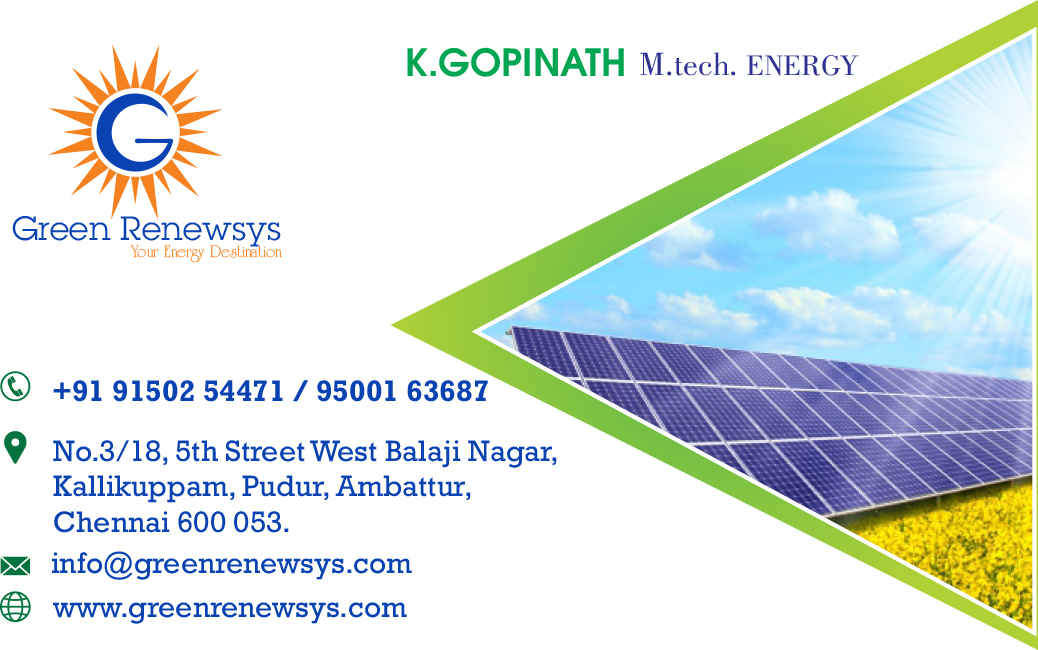 K.GOPINATH M.tech. ENERGY
G
Green Renewsys
Your Energy Destination
+91 91502 54471 / 95001 63687
No.3/18, 5th Street West Balaji Nagar,
Kallikuppam, Pudur, Ambattur,
Chennai 600 053.
info@greenrenewsys.com
www.greenrenewsys.com